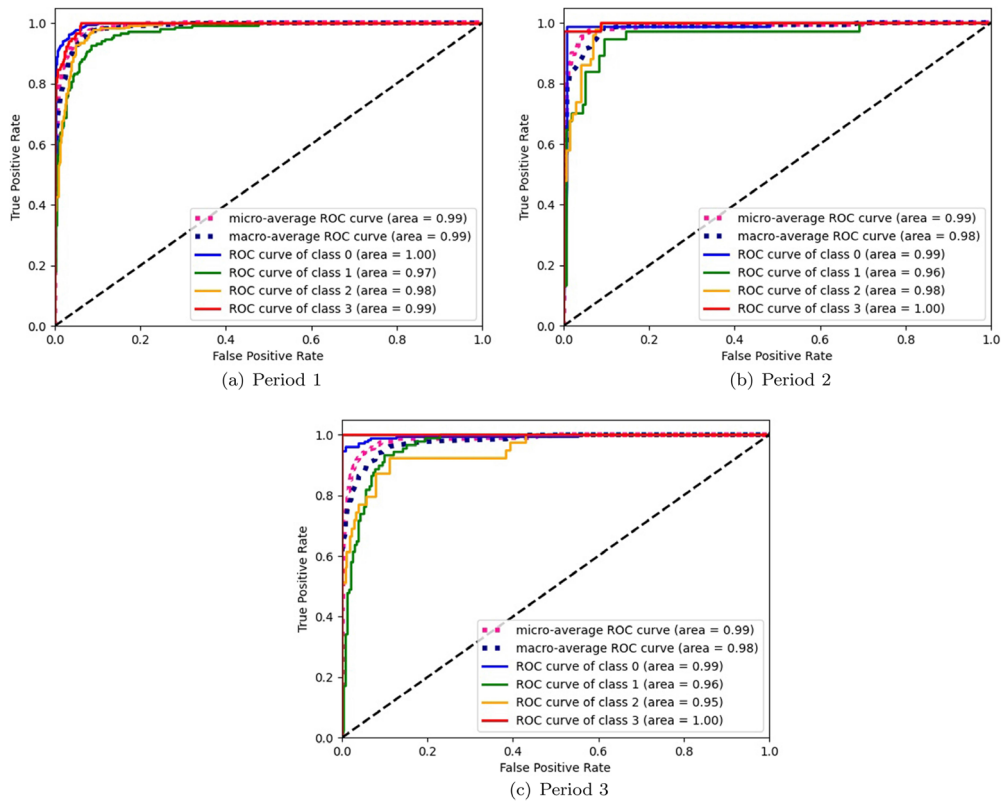 1.0
0.8
0.6
0.4
0.2
0.0
True Positive Rate
micro-average ROC curve (area = 0.99)
macro-average ROC curve (area = 0.99)
ROC curve of class 0 (area = 1.00)
ROC curve of class 1 (area = 0.97)
ROC curve of class 2 (area = 0.98)
ROC curve of class 3 (area = 0.99)
0.0 0.2 0.4 0.6 0.8 1.0
False Positive Rate
(a) Period 1
1.0
0.8
0.6
0.4
0.2
0.0
True Positive Rate
micro-average ROC curve (area = 0.99)
macro-average ROC curve (area = 0.98)
ROC curve of class 0 (area = 0.99)
ROC curve of class 1 (area = 0.96)
ROC curve of class 2 (area = 0.98)
ROC curve of class 3 (area = 1.00)
0.0 0.2 0.4 0.6 0.8 1.0
False Positive Rate
(b) Period 2
1.0
0.8
0.6
0.4
0.2
0.0
True Positive Rate
micro-average ROC curve (area = 0.99)
macro-average ROC curve (area = 0.98)
ROC curve of class 0 (area = 0.99)
ROC curve of class 1 (area = 0.96)
ROC curve of class 2 (area = 0.95)
ROC curve of class 3 (area = 1.00)
0.0 0.2 0.4 0.6 0.8 1.0
False Positive Rate
(c) Period 3